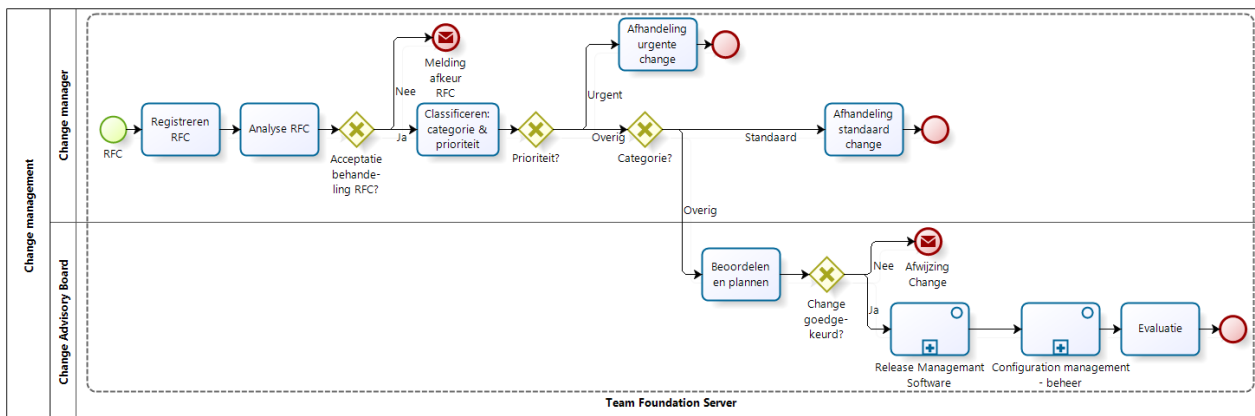 Change management
Change manager
RFC
Registreren
RFC
Analyse RFC
Acceptatie
behande-
ling RFC?
Nee
Melding
afkeur
RFC
Ja
Classificeren:
categorie &
prioriteit
Prioriteit?
Urgent
Afhandeling
urgente
change
Overig
Categorie?
Standaard
Afhandeling
standaard
change
Overig
Change Advisory Board
Beoordelen
en plannen
Change
goedge-
keurd?
Nee
Afwijzing
Change
Ja
Release Managemant
Software
Configuration management
- beheer
Evaluatie
Team Foundation Server